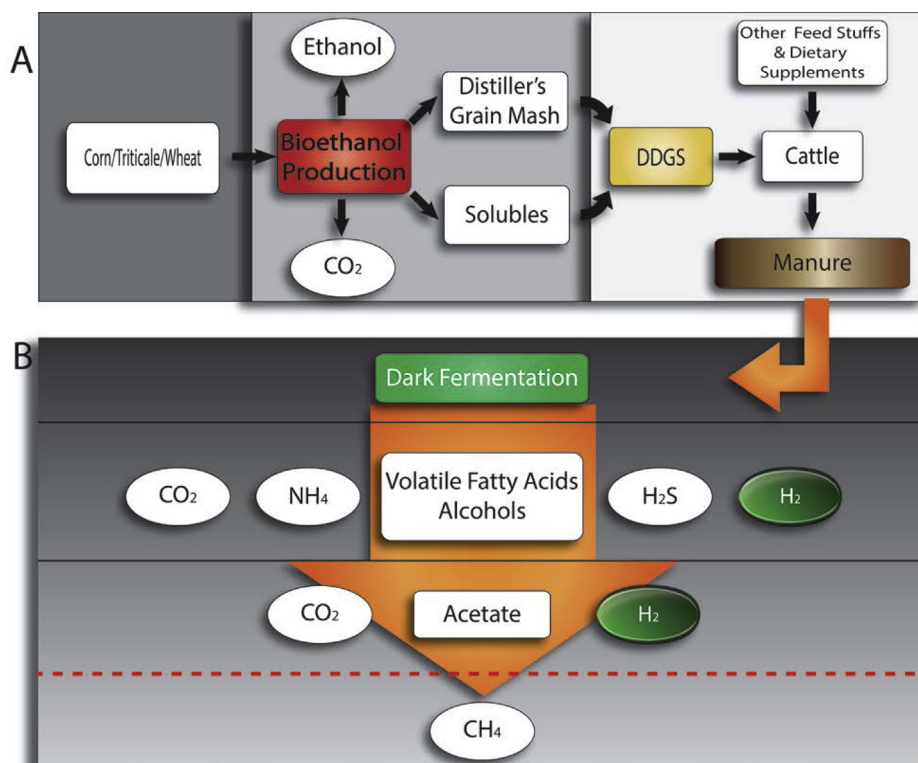 A
Ethanol
Other Feed Stuffs
& Dietary
Supplements
Distiller's
Grain Mash
Corn/Triticale/Wheat
Bioethanol
Production
DDGS
Cattle
Solubles
CO₂
Manure
B
Dark Fermentation
CO₂
NH₄
Volatile Fatty Acids
Alcohols
H₂S
H₂
CO₂
Acetate
H₂
CH₄